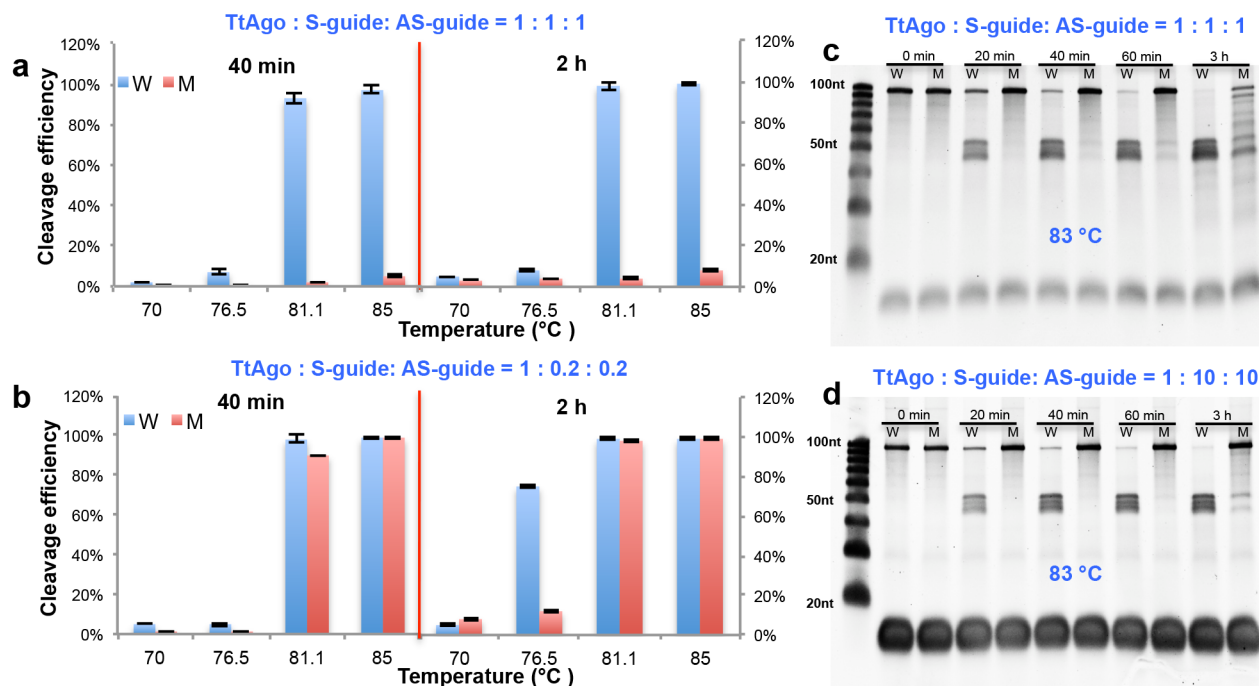 TtAgo : S-guide: AS-guide = 1 : 1 : 1
a
40 min
2 h
W M
Cleavage efficiency
120%
100%
80%
60%
40%
20%
0%
120%
100%
80%
60%
40%
20%
0%
70 76.5 81.1 85 70 76.5 81.1 85
Temperature (°C )
TtAgo : S-guide: AS-guide = 1 : 0.2 : 0.2
b
40 min
2 h
W M
Cleavage efficiency
120%
100%
80%
60%
40%
20%
0%
120%
100%
80%
60%
40%
20%
0%
70 76.5 81.1 85 70 76.5 81.1 85
Temperature (°C )
TtAgo : S-guide: AS-guide = 1 : 1 : 1
c
0 min 20 min 40 min 60 min 3 h
W M W M W M W M W M
100nt
50nt
20nt
83 °C
TtAgo : S-guide: AS-guide = 1 : 10 : 10
d
0 min 20 min 40 min 60 min 3 h
W M W M W M W M W M
100nt
50nt
20nt
83 °C